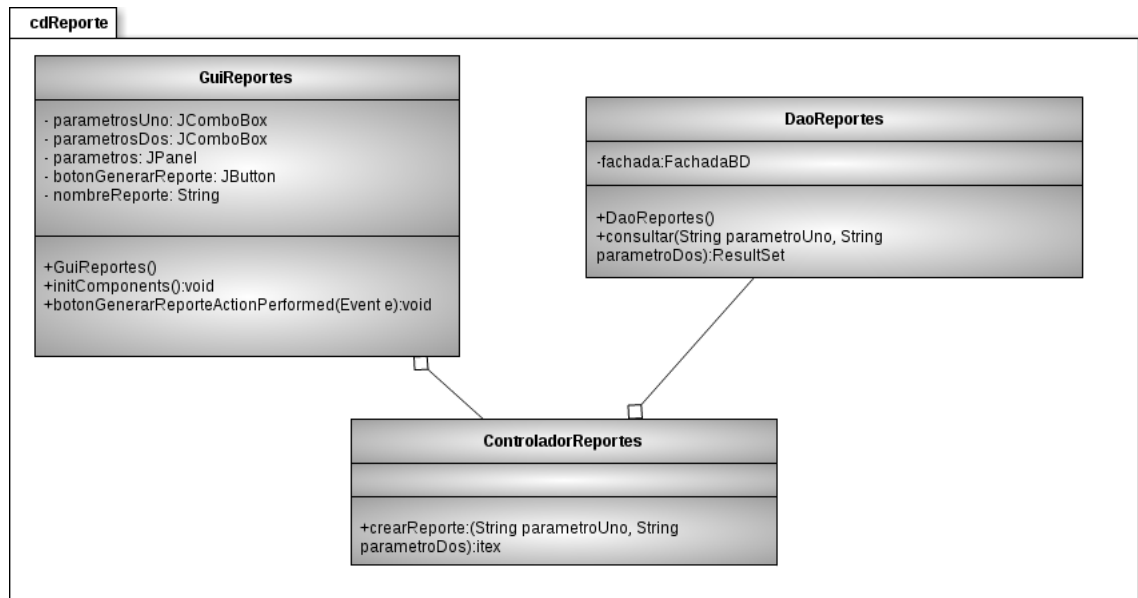 cdReporte
GuiReportes
- parametrosUno: JComboBox
- parametrosDos: JComboBox
- parametros: JPanel
- botonGenerarReporte: JButton
- nombreReporte: String
+GuiReportes()
+initComponents():void
+botonGenerarReporteActionPerformed(Event e):void
DaoReportes
-fachada:FachadaBD
+DaoReportes()
+consultar(String parametroUno, String
parametroDos):ResultSet
ControladorReportes
+crearReporte:(String parametroUno, String
parametroDos):itex